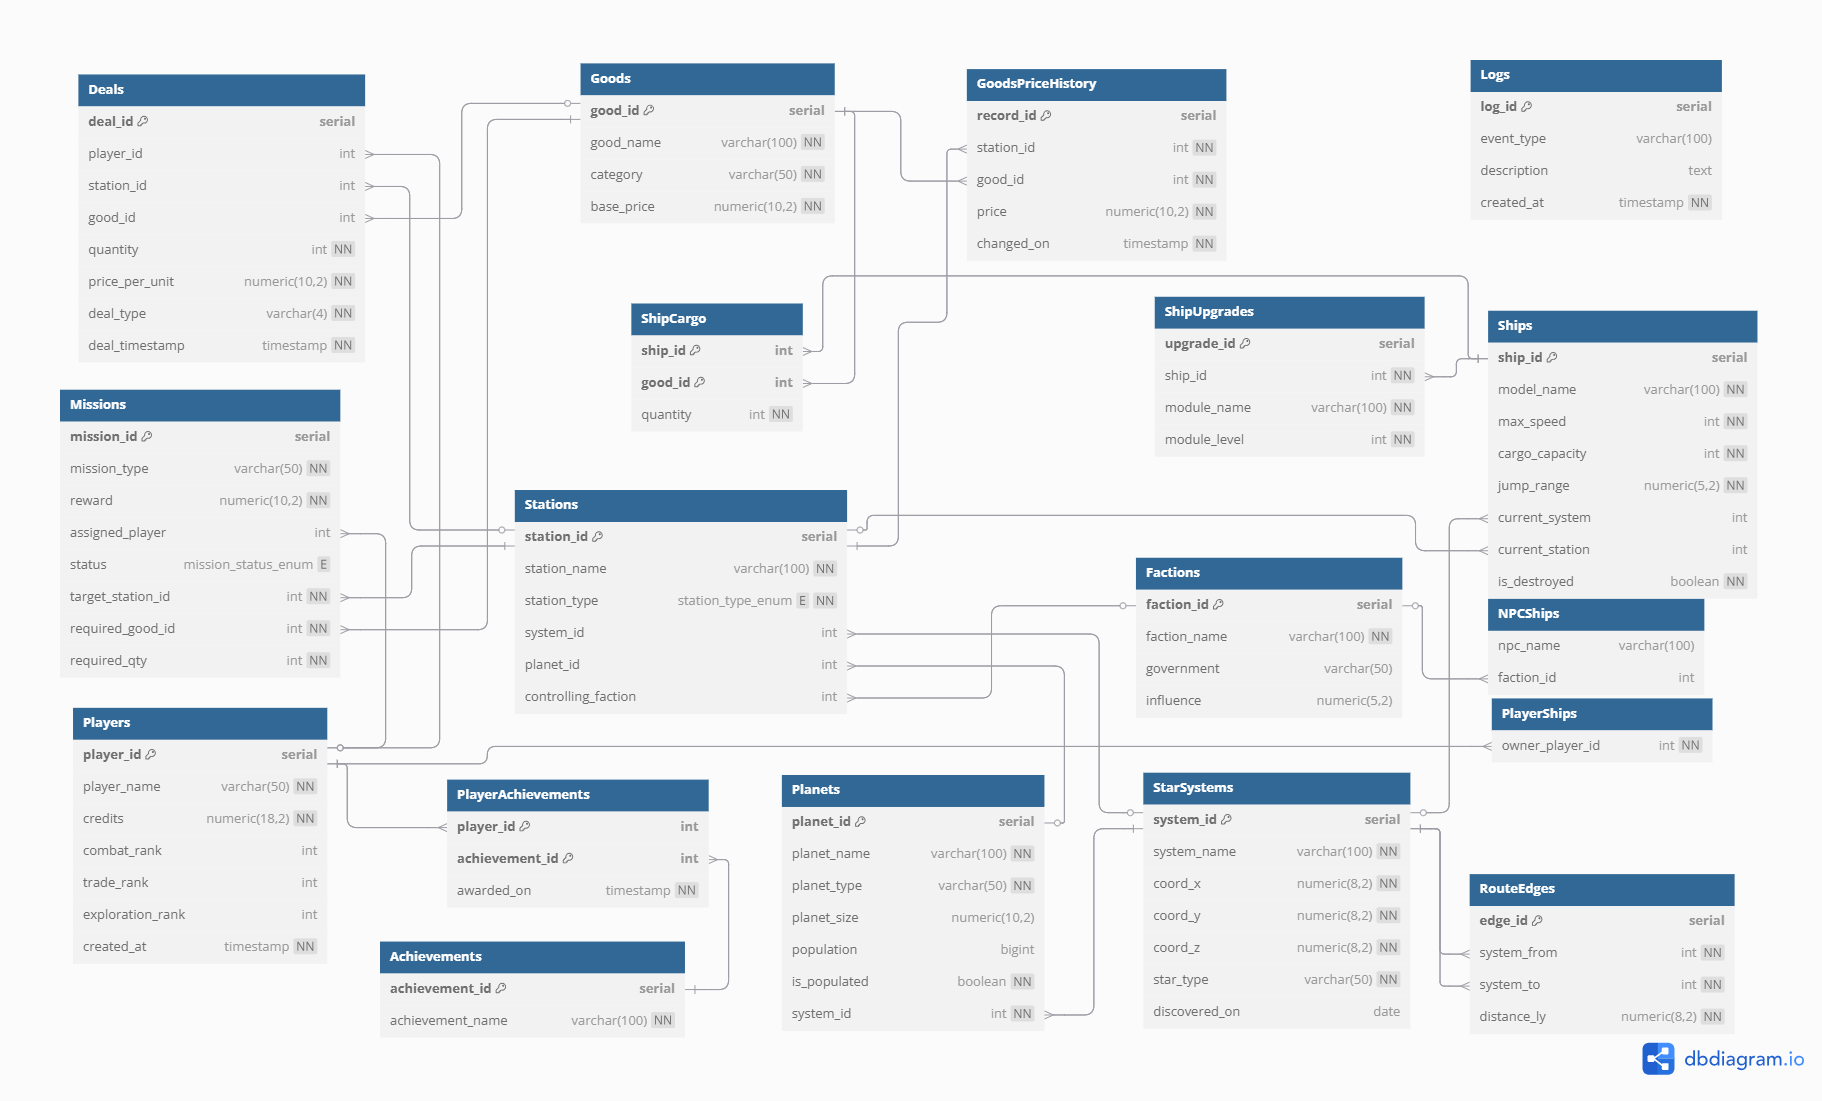 Deals
deal_id serial
player_id int
station_id int
good_id int
quantity int NN
price_per_unit numeric(10,2) NN
deal_type varchar(4) NN
deal_timestamp timestamp NN
Goods
good_id serial
good_name varchar(100) NN
category varchar(50) NN
base_price numeric(10,2) NN
GoodsPriceHistory
record_id serial
station_id int NN
good_id int NN
price numeric(10,2) NN
changed_on timestamp NN
Logs
log_id serial
event_type varchar(100)
description text
created_at timestamp NN
ShipCargo
ship_id int
good_id int
quantity int NN
ShipUpgrades
upgrade_id serial
ship_id int NN
module_name varchar(100) NN
module_level int NN
Ships
ship_id serial
model_name varchar(100) NN
max_speed int NN
cargo_capacity int NN
jump_range numeric(5,2) NN
current_system int
current_station int
is_destroyed boolean NN
NPCShips
npc_name varchar(100)
faction_id int
PlayerShips
owner_player_id int NN
Missions
mission_id serial
mission_type varchar(50) NN
reward numeric(10,2) NN
assigned_player int
status mission_status_enum E
target_station_id int NN
required_good_id int NN
required_qty int NN
Stations
station_id serial
station_name varchar(100) NN
station_type station_type_enum E NN
system_id int
planet_id int
controlling_faction int
Factions
faction_id serial
faction_name varchar(100) NN
government varchar(50)
influence numeric(5,2)
Players
player_id serial
player_name varchar(50) NN
credits numeric(18,2) NN
combat_rank int
trade_rank int
exploration_rank int
created_at timestamp NN
PlayerAchievements
player_id int
achievement_id int
awarded_on timestamp NN
Achievements
achievement_id serial
achievement_name varchar(100) NN
Planets
planet_id serial
planet_name varchar(100) NN
planet_type varchar(50) NN
planet_size numeric(10,2)
population bigint
is_populated boolean NN
system_id int NN
StarSystems
system_id serial
system_name varchar(100) NN
coord_x numeric(8,2) NN
coord_y numeric(8,2) NN
coord_z numeric(8,2) NN
star_type varchar(50) NN
discovered_on date
RouteEdges
edge_id serial
system_from int NN
system_to int NN
distance_ly numeric(8,2) NN
dbdiagram.io